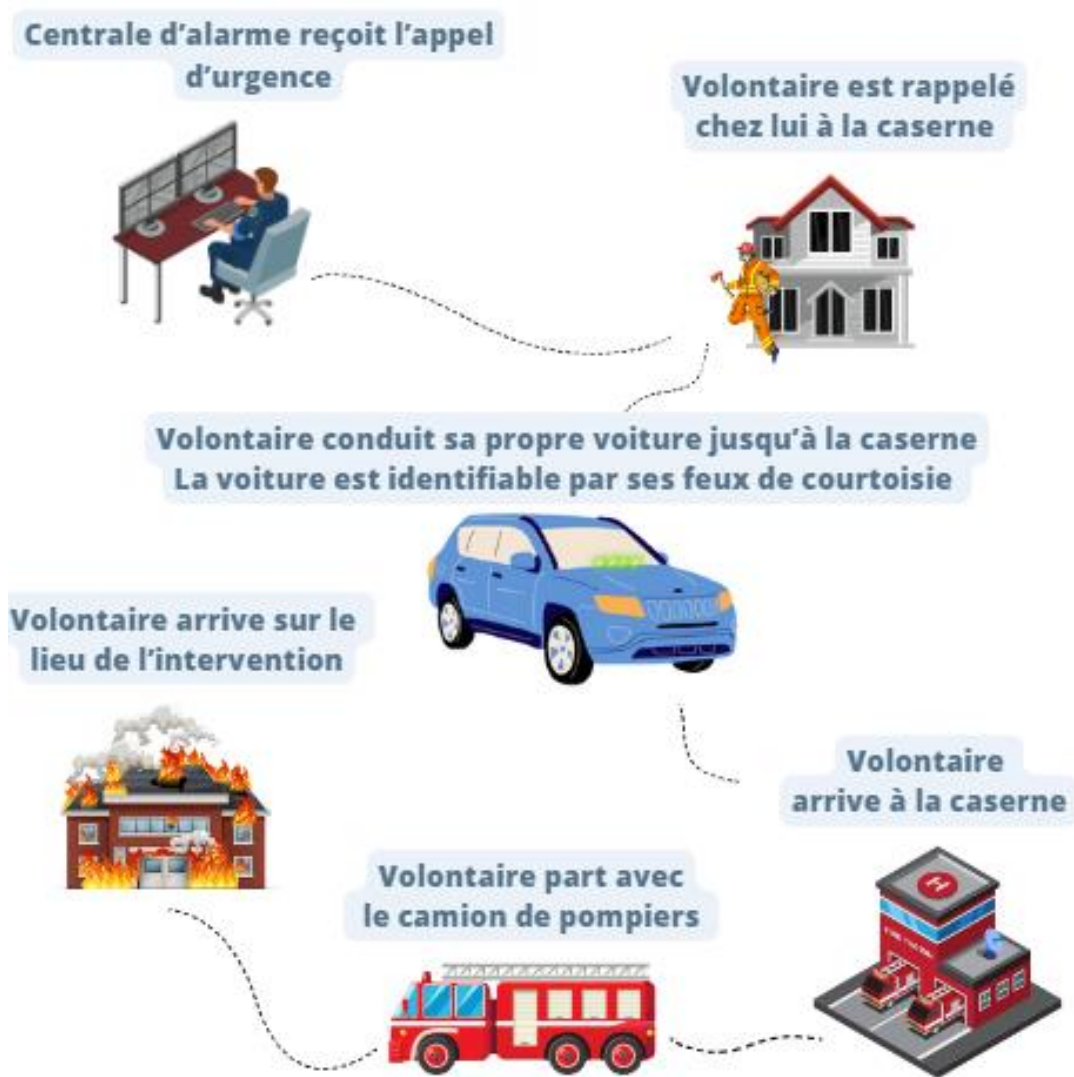 Centrale d'alarme reçoit l'appel
d'urgence
Volontaire est rappelé
chez lui à la caserne
Volontaire conduit sa propre voiture jusqu'à la caserne
La voiture est identifiable par ses feux de courtoisie
Volontaire arrive sur le
lieu de l'intervention
Volontaire
arrive à la caserne
Volontaire part avec
le camion de pompiers
H